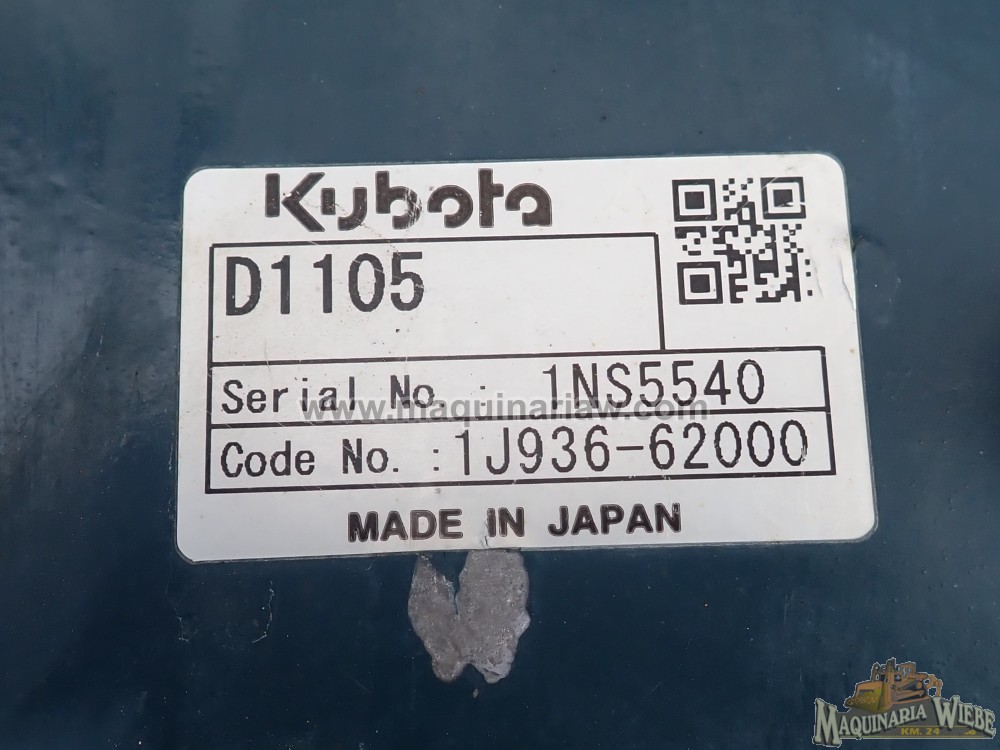 Kubota
D1105
Serial No. : 1NS5540
www.maquinariaw.com
Code No. : 1J936-62000
MADE IN JAPAN
MAQUINARIA WIEBE
KM. 24